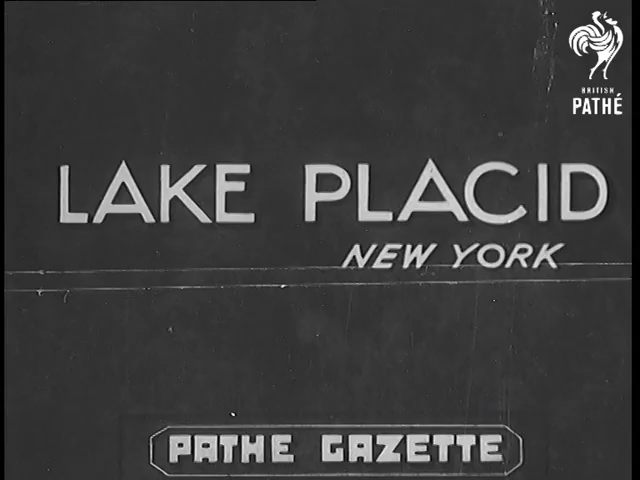 BRITISH
PATHÉ
LAKE PLACID
NEW YORK
PATHE GAZETTE